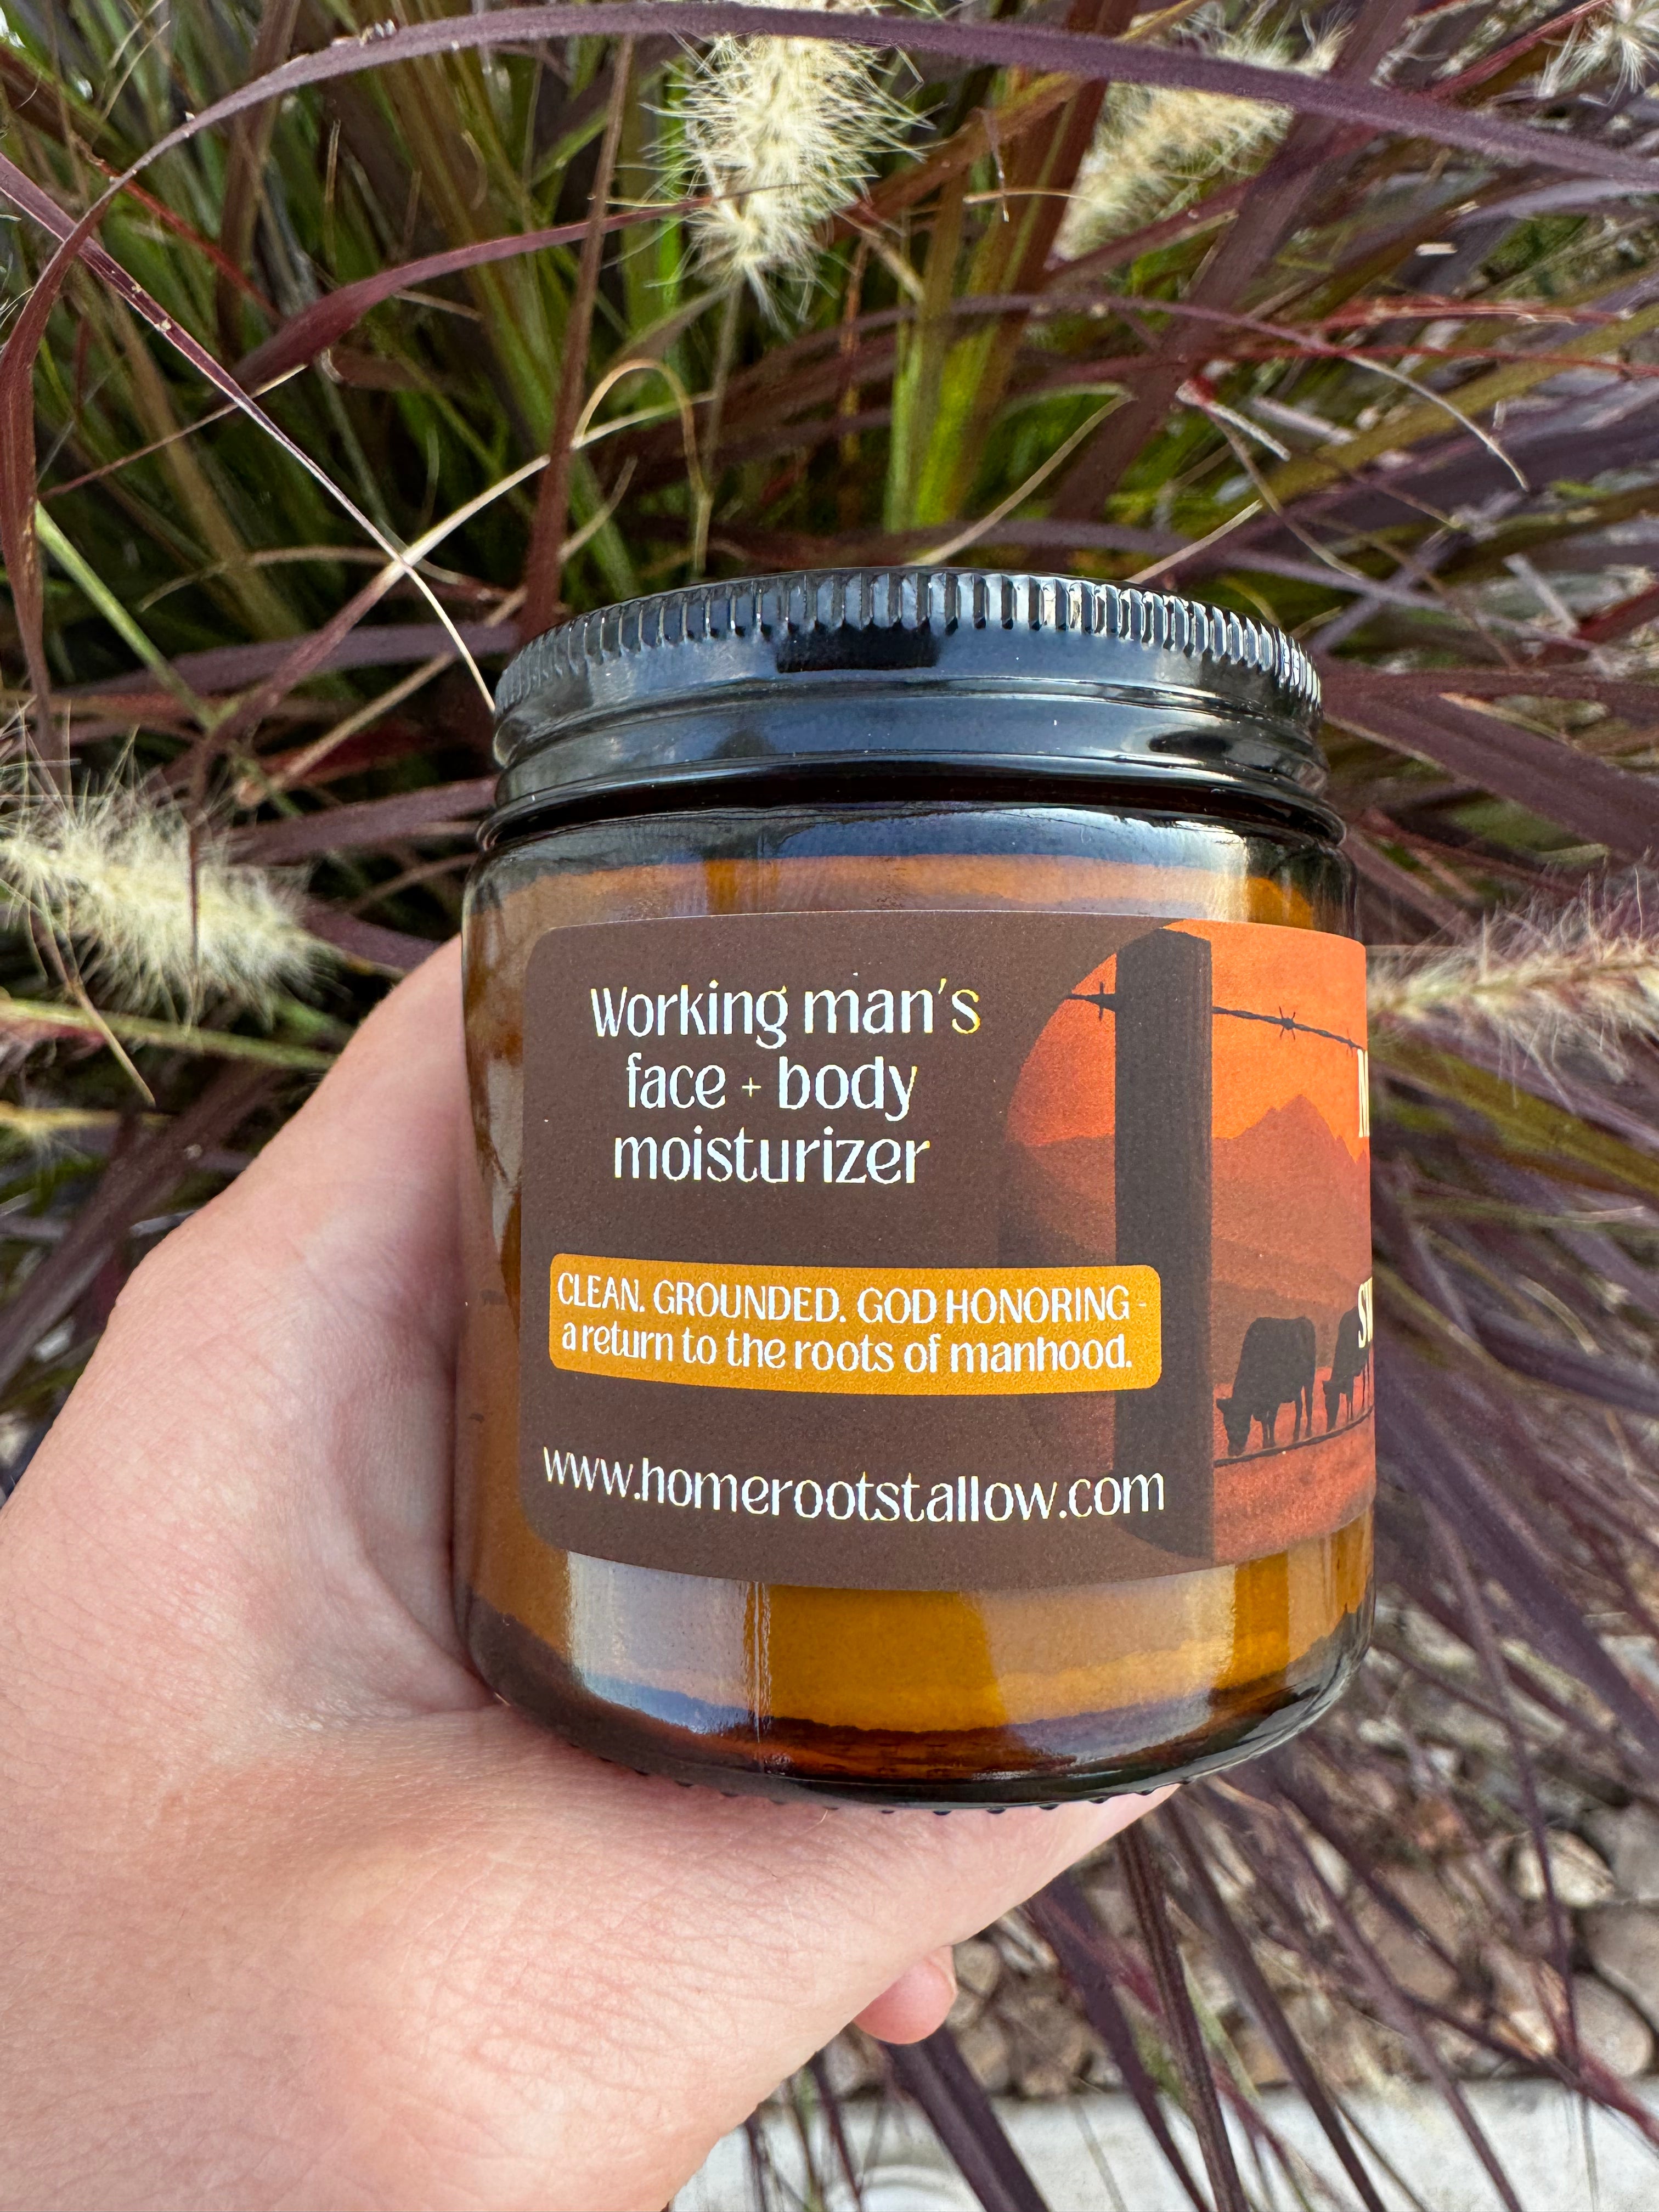 Working man's
face + body
moisturizer
CLEAN. GROUNDED. GOD HONORING -
a return to the roots of manhood.
www.homerootstallow.com